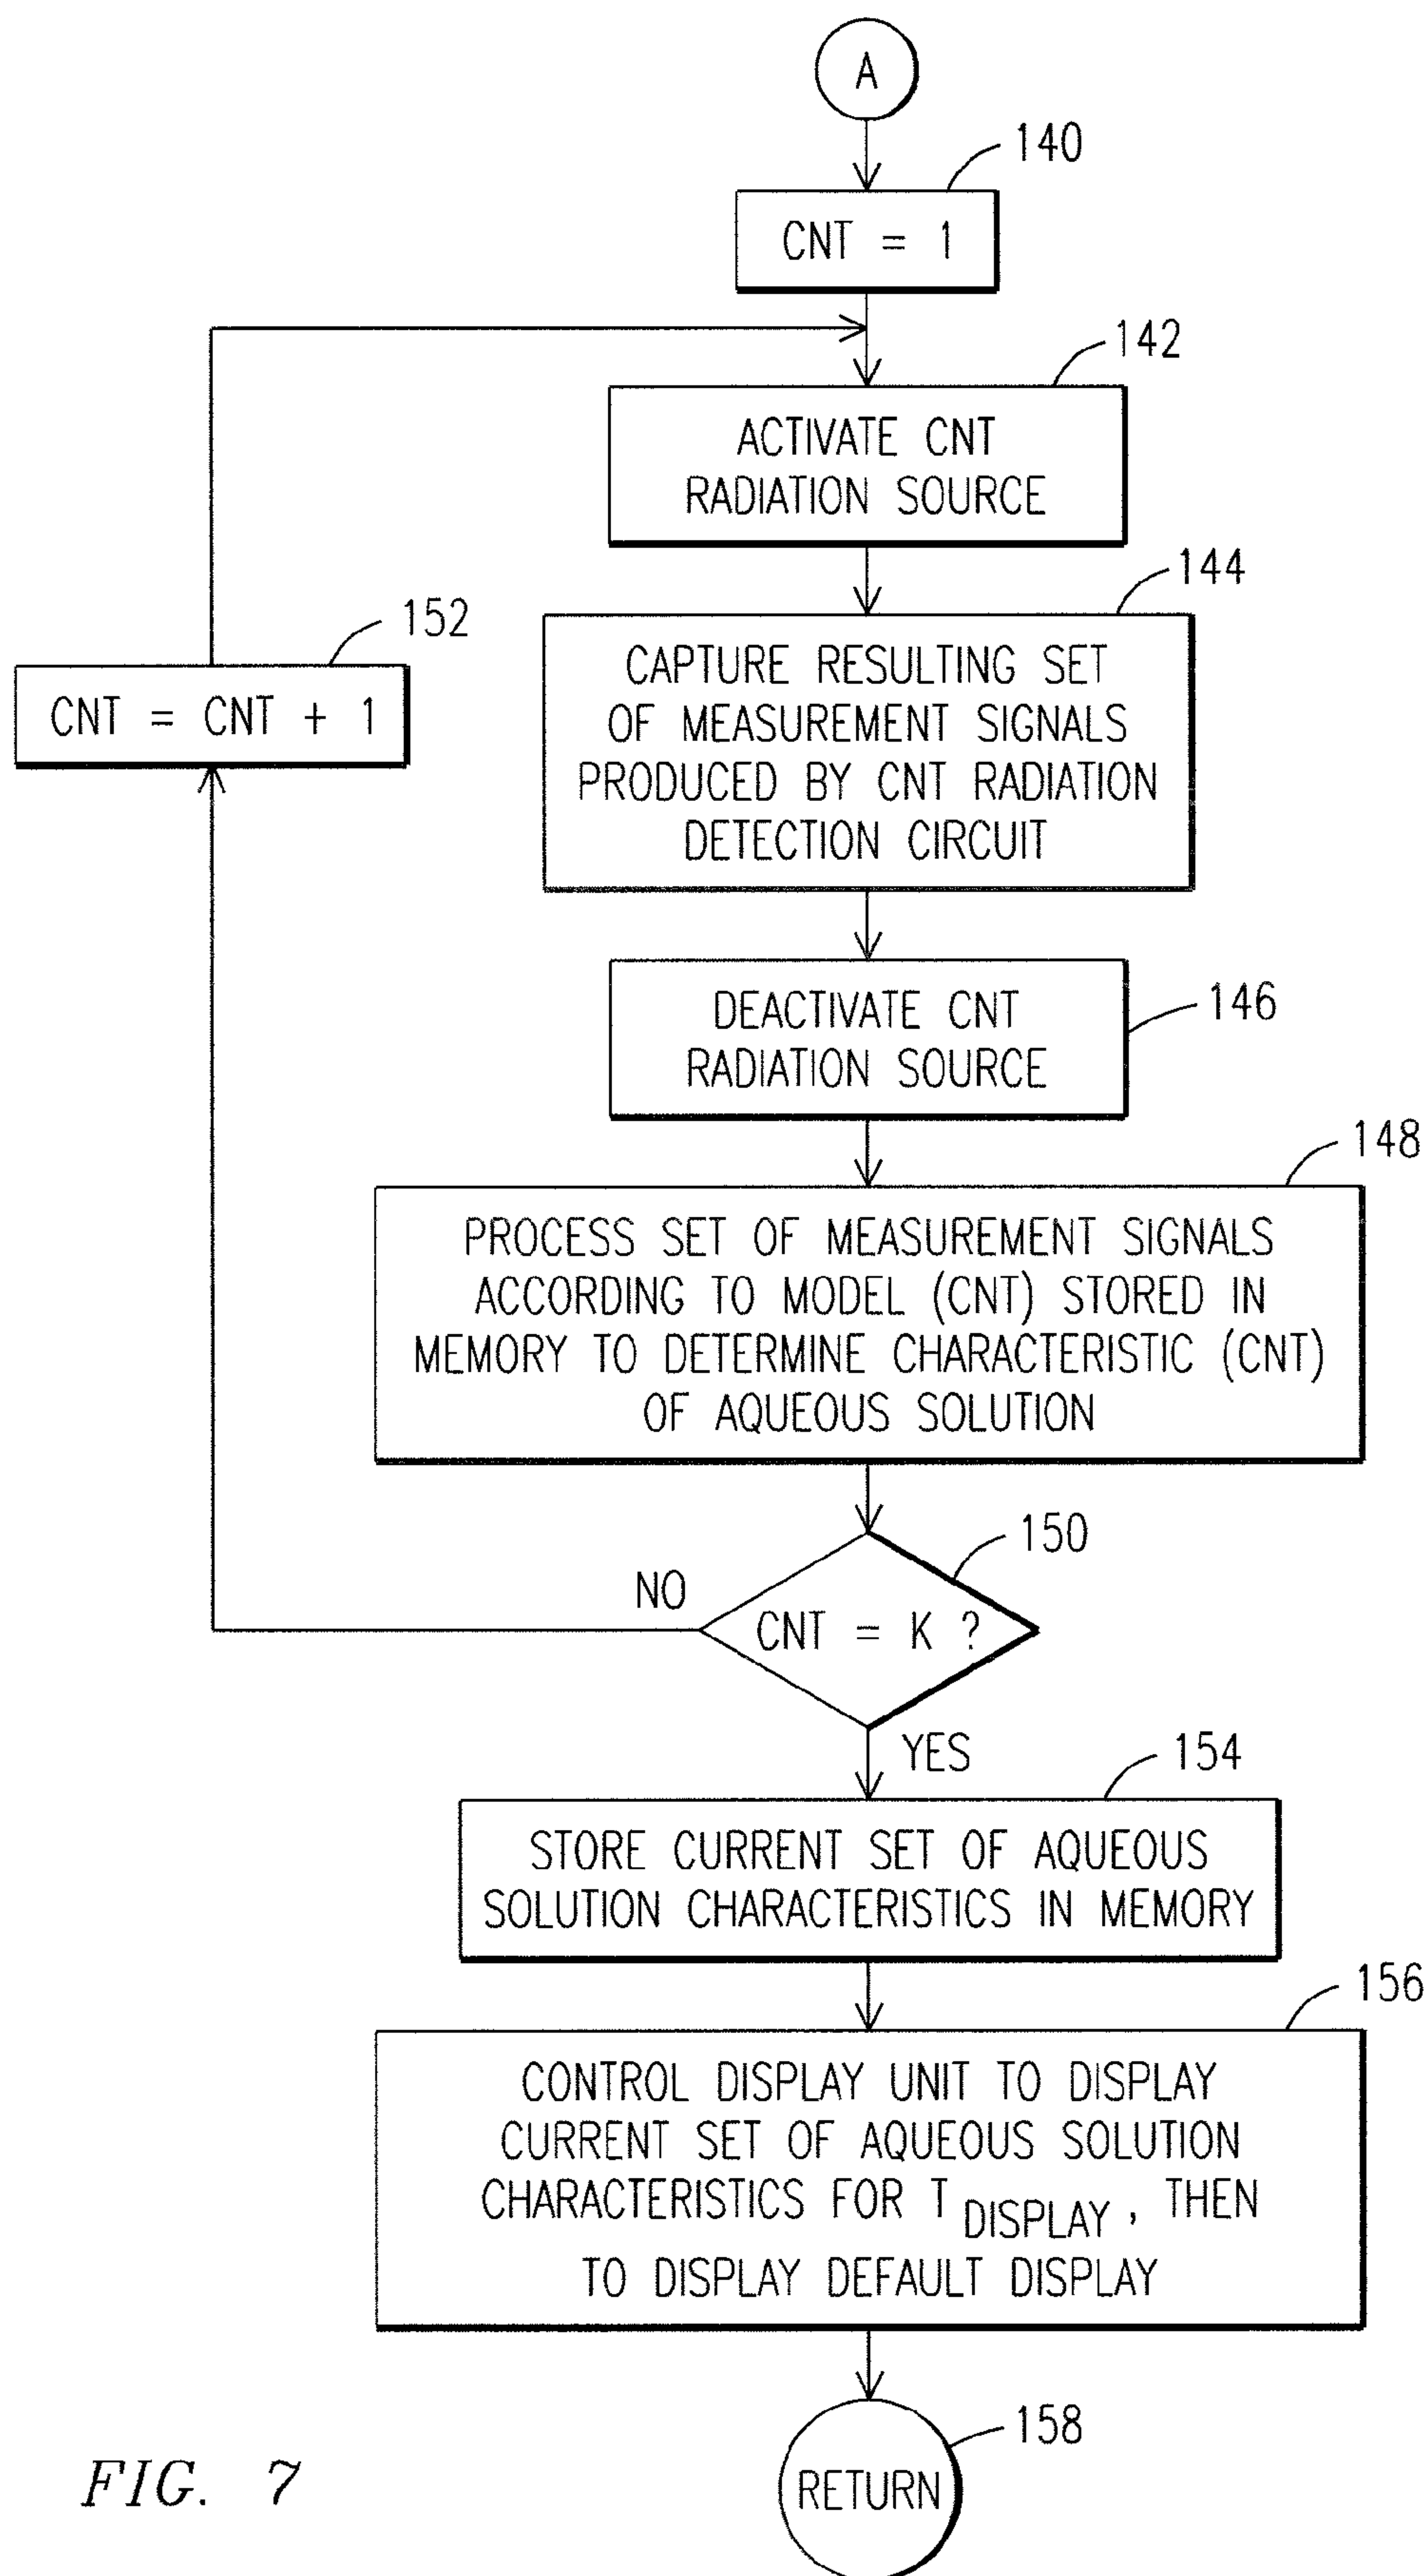 A
140
CNT = 1
142
ACTIVATE CNT
RADIATION SOURCE
144
CAPTURE RESULTING SET
OF MEASUREMENT SIGNALS
PRODUCED BY CNT RADIATION
DETECTION CIRCUIT
152
CNT = CNT + 1
DEACTIVATE CNT
RADIATION SOURCE
146
148
PROCESS SET OF MEASUREMENT SIGNALS
ACCORDING TO MODEL (CNT) STORED IN
MEMORY TO DETERMINE CHARACTERISTIC (CNT)
OF AQUEOUS SOLUTION
150
NO
CNT = K ?
YES
154
STORE CURRENT SET OF AQUEOUS
SOLUTION CHARACTERISTICS IN MEMORY
156
CONTROL DISPLAY UNIT TO DISPLAY
CURRENT SET OF AQUEOUS SOLUTION
CHARACTERISTICS FOR T DISPLAY, THEN
TO DISPLAY DEFAULT DISPLAY
158
RETURN
FIG. 7